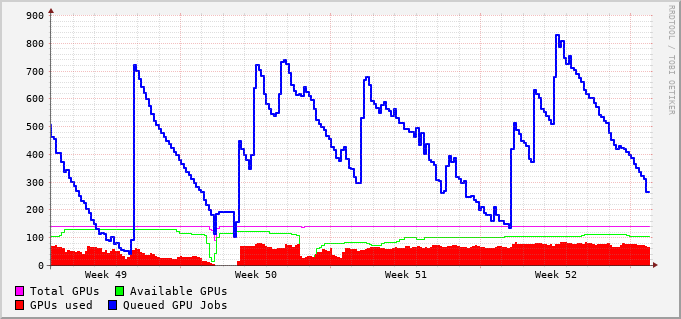 900
800
700
600
500
400
300
200
100
0
Week 49 Week 50 Week 51 Week 52
Total GPUs Available GPUs
GPUs used Queued GPU Jobs
RRDTOOL / TOBI OETIKER